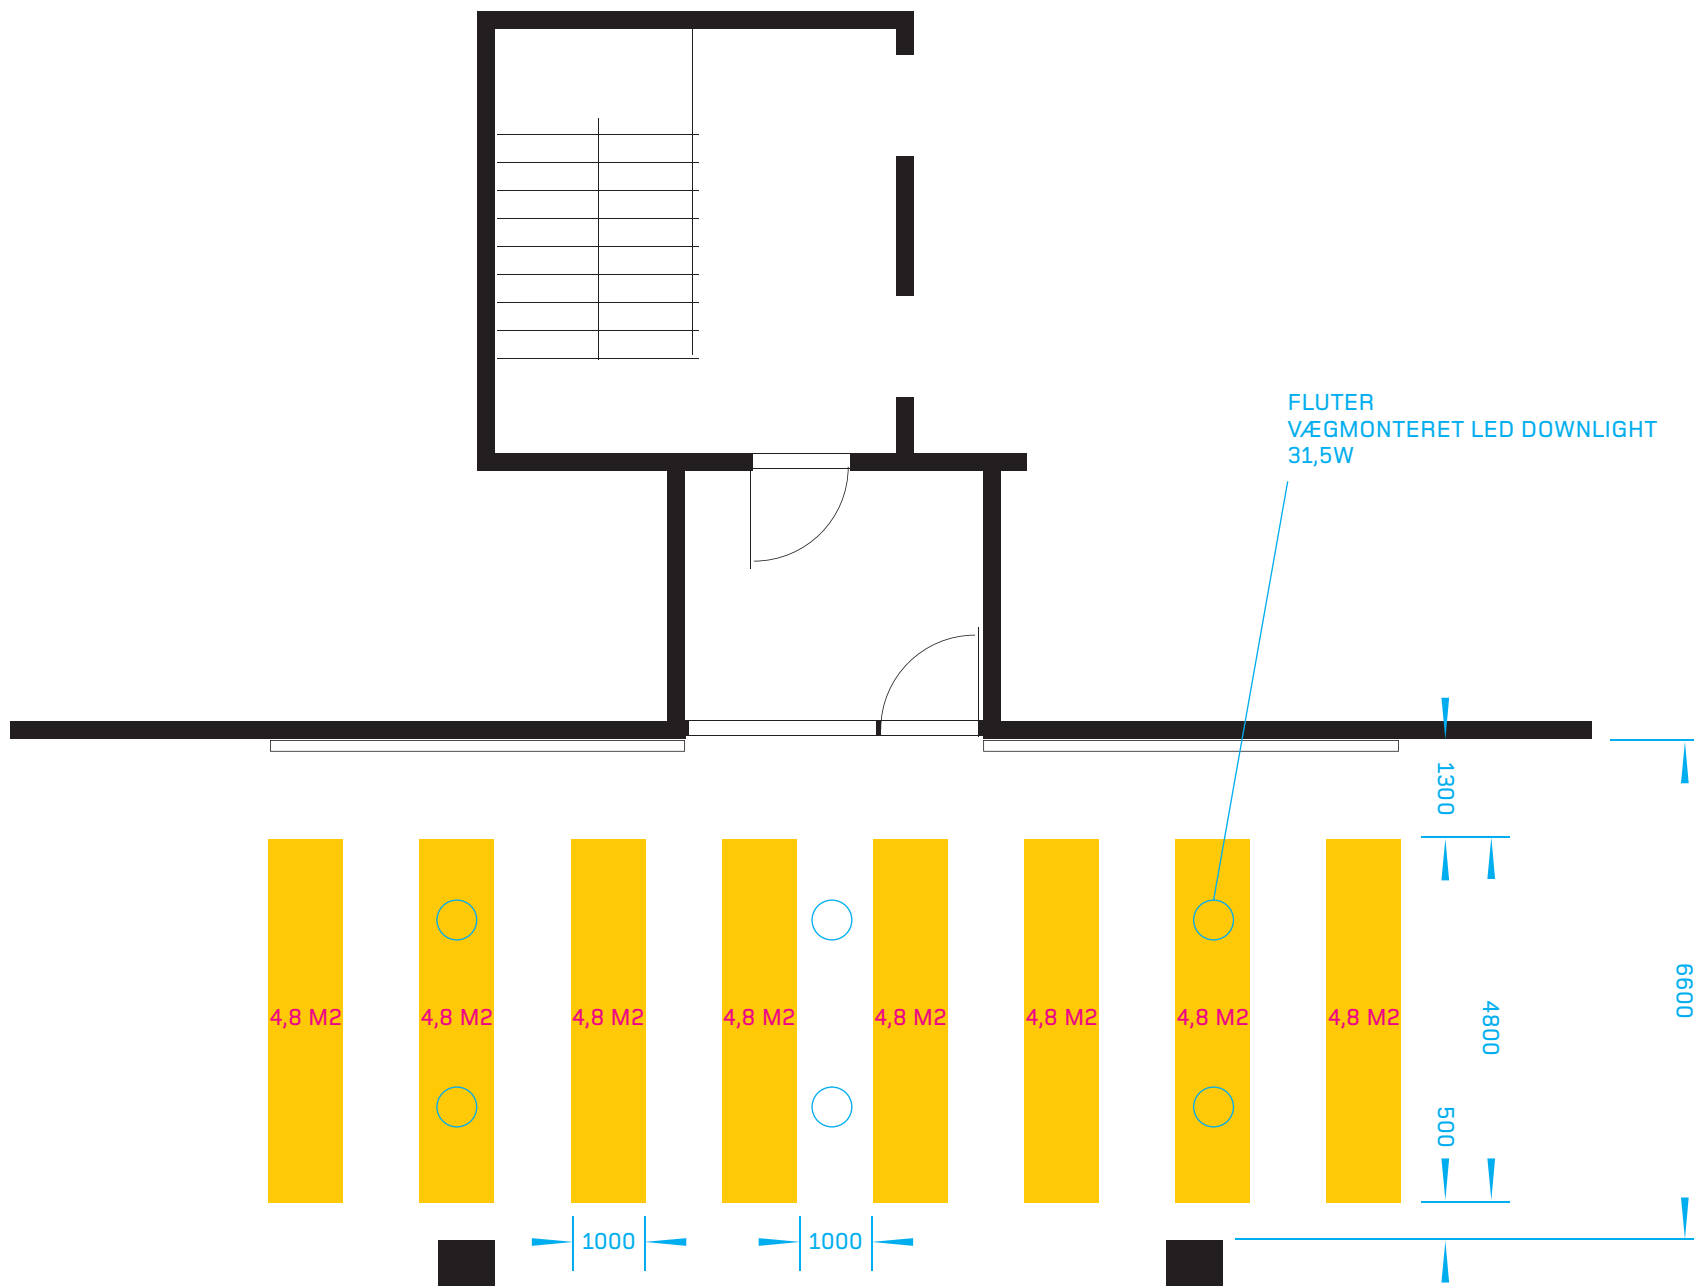 FLUTER
VÆGMONTERET LED DOWNLIGHT
31,5W
1300
6600
4,8 M2 4,8 M2 4,8 M2 4,8 M2 4,8 M2 4,8 M2 4,8 M2 4,8 M2
4800
500
1000 1000